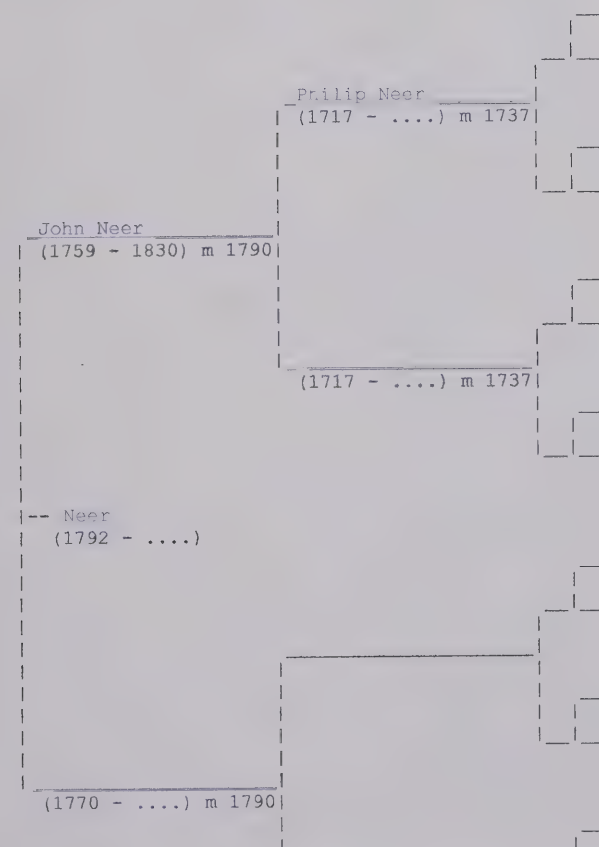 Philip Neer
(1717 - ....) m 1737
John Neer
(1759 - 1830) m 1790
(1717 - ....) m 1737
-- Neer
(1792 - ....)
(1770 - ....) m 1790